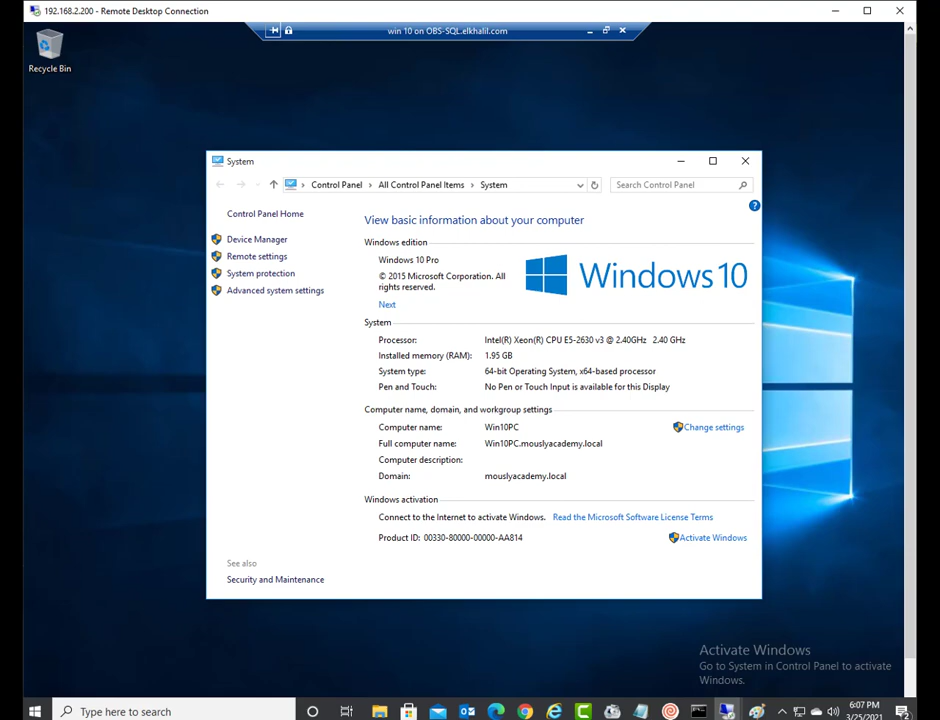 192.168.2.200 - Remote Desktop Connection
win 10 on OBS-SQL.elkhalil.com
Recycle Bin
System
Control Panel > All Control Panel Items > System
Search Control Panel
Control Panel Home
Device Manager
Remote settings
System protection
Advanced system settings
View basic information about your computer
Windows edition
Windows 10 Pro
© 2015 Microsoft Corporation. All
rights reserved.
Windows 10
Next
System
Processor: Intel(R) Xeon(R) CPU E5-2630 v3 @ 2.40GHz 2.40 GHz
Installed memory (RAM): 1.95 GB
System type: 64-bit Operating System, x64-based processor
Pen and Touch: No Pen or Touch Input is available for this Display
Computer name, domain, and workgroup settings
Computer name: Win10PC
Change settings
Full computer name: Win10PC.mouslyacademy.local
Computer description:
Domain: mouslyacademy.local
Windows activation
Connect to the Internet to activate Windows. Read the Microsoft Software License Terms
Product ID: 00330-80000-00000-AA814
Activate Windows
See also
Security and Maintenance
Activate Windows
Go to System in Control Panel to activate
Windows.
Type here to search
6:07 PM
3/25/2021